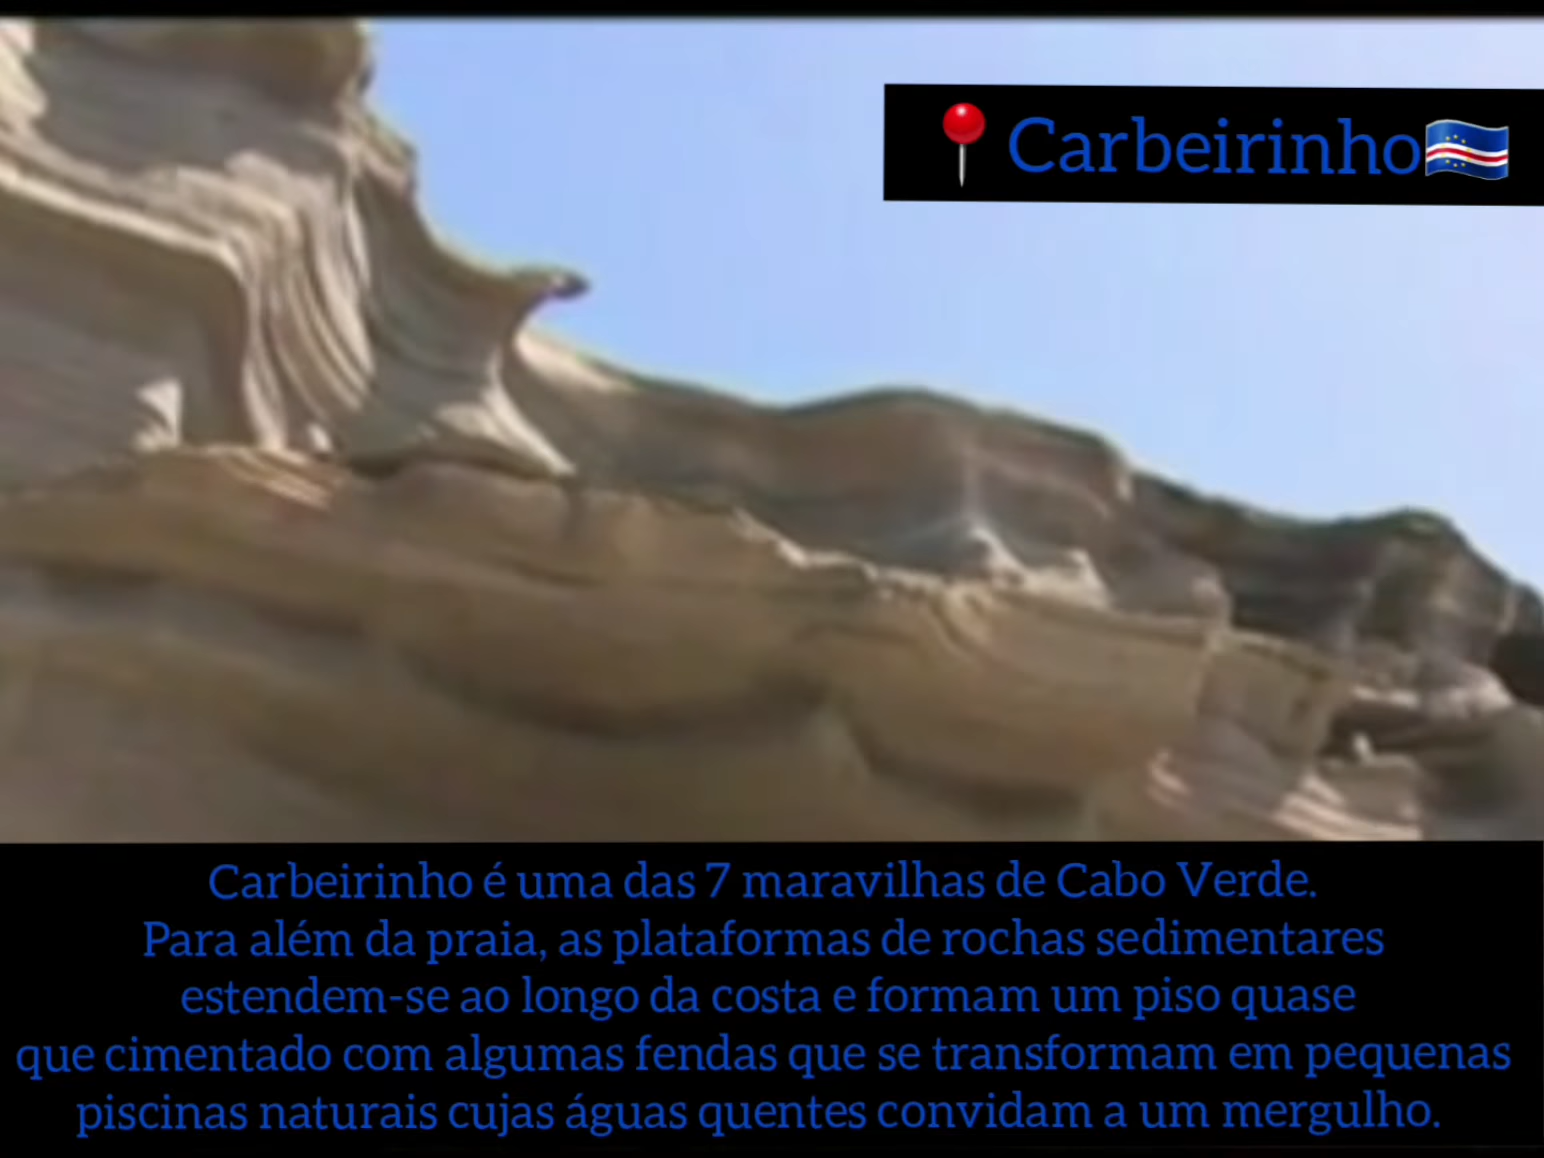 📍Carbeirinho🇨🇻
Carbeirinho é uma das 7 maravilhas de Cabo Verde.
Para além da praia, as plataformas de rochas sedimentares
estendem-se ao longo da costa e formam um piso quase
que cimentado com algumas fendas que se transformam em pequenas
piscinas naturais cujas águas quentes convidam a um mergulho.